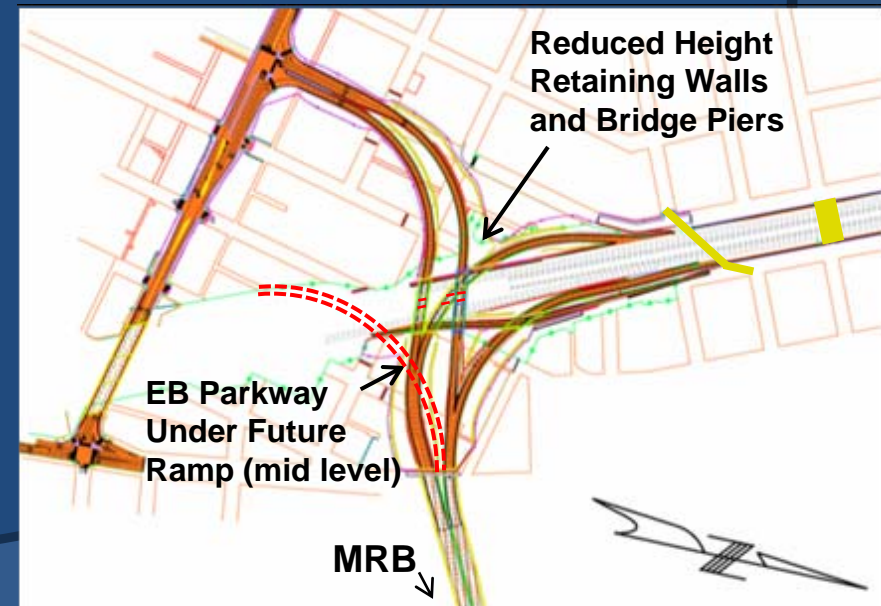 Reduced Height
Retaining Walls
and Bridge Piers
EB Parkway
Under Future
Ramp (mid level)
MRB